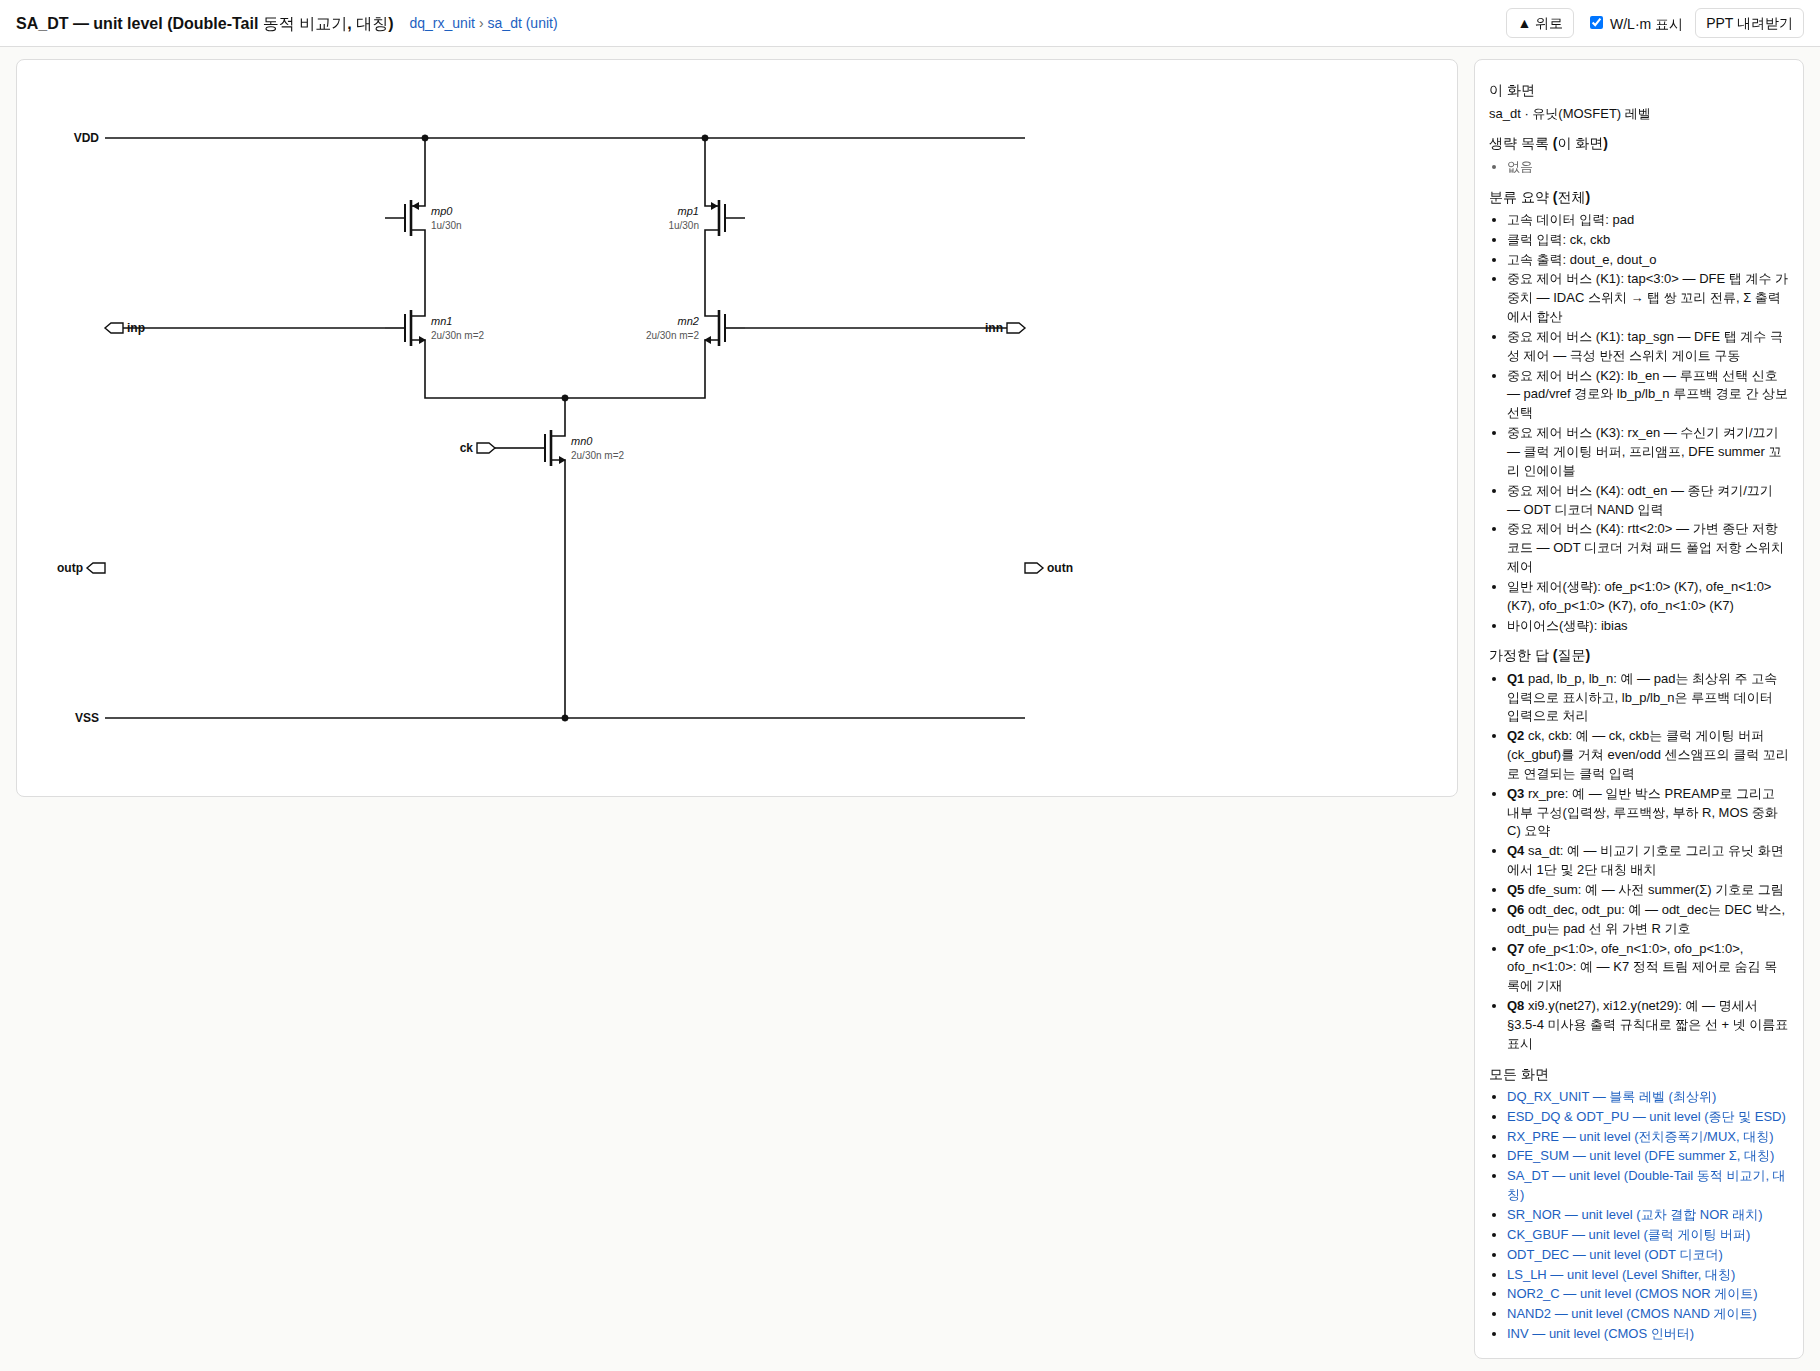 SA_DT — unit level (Double-Tail 동적 비교기, 대칭) dq_rx_unit › sa_dt (unit)
▲ 위로 W/L·m 표시 PPT 내려받기
VDD
mp0
1u/30n
mp1
1u/30n
inp
mn1
2u/30n m=2
mn2
2u/30n m=2
inn
ck
mn0
2u/30n m=2
outp
outn
VSS
이 화면
sa_dt · 유닛(MOSFET) 레벨
생략 목록 (이 화면)
없음
분류 요약 (전체)
고속 데이터 입력: pad
클럭 입력: ck, ckb
고속 출력: dout_e, dout_o
중요 제어 버스 (K1): tap<3:0> — DFE 탭 계수 가
중치 — IDAC 스위치 → 탭 쌍 꼬리 전류, Σ 출력
에서 합산
중요 제어 버스 (K1): tap_sgn — DFE 탭 계수 극
성 제어 — 극성 반전 스위치 게이트 구동
중요 제어 버스 (K2): lb_en — 루프백 선택 신호
— pad/vref 경로와 lb_p/lb_n 루프백 경로 간 상보
선택
중요 제어 버스 (K3): rx_en — 수신기 켜기/끄기
— 클럭 게이팅 버퍼, 프리앰프, DFE summer 꼬
리 인에이블
중요 제어 버스 (K4): odt_en — 종단 켜기/끄기
— ODT 디코더 NAND 입력
중요 제어 버스 (K4): rtt<2:0> — 가변 종단 저항
코드 — ODT 디코더 거쳐 패드 풀업 저항 스위치
제어
일반 제어(생략): ofe_p<1:0> (K7), ofe_n<1:0>
(K7), ofo_p<1:0> (K7), ofo_n<1:0> (K7)
바이어스(생략): ibias
가정한 답 (질문)
Q1 pad, lb_p, lb_n: 예 — pad는 최상위 주 고속
입력으로 표시하고, lb_p/lb_n은 루프백 데이터
입력으로 처리
Q2 ck, ckb: 예 — ck, ckb는 클럭 게이팅 버퍼
(ck_gbuf)를 거쳐 even/odd 센스앰프의 클럭 꼬리
로 연결되는 클럭 입력
Q3 rx_pre: 예 — 일반 박스 PREAMP로 그리고
내부 구성(입력쌍, 루프백쌍, 부하 R, MOS 중화
C) 요약
Q4 sa_dt: 예 — 비교기 기호로 그리고 유닛 화면
에서 1단 및 2단 대칭 배치
Q5 dfe_sum: 예 — 사전 summer(Σ) 기호로 그림
Q6 odt_dec, odt_pu: 예 — odt_dec는 DEC 박스,
odt_pu는 pad 선 위 가변 R 기호
Q7 ofe_p<1:0>, ofe_n<1:0>, ofo_p<1:0>,
ofo_n<1:0>: 예 — K7 정적 트림 제어로 숨김 목
록에 기재
Q8 xi9.y(net27), xi12.y(net29): 예 — 명세서
§3.5-4 미사용 출력 규칙대로 짧은 선 + 넷 이름표
표시
모든 화면
DQ_RX_UNIT — 블록 레벨 (최상위)
ESD_DQ & ODT_PU — unit level (종단 및 ESD)
RX_PRE — unit level (전치증폭기/MUX, 대칭)
DFE_SUM — unit level (DFE summer Σ, 대칭)
SA_DT — unit level (Double-Tail 동적 비교기, 대
칭)
SR_NOR — unit level (교차 결합 NOR 래치)
CK_GBUF — unit level (클럭 게이팅 버퍼)
ODT_DEC — unit level (ODT 디코더)
LS_LH — unit level (Level Shifter, 대칭)
NOR2_C — unit level (CMOS NOR 게이트)
NAND2 — unit level (CMOS NAND 게이트)
INV — unit level (CMOS 인버터)